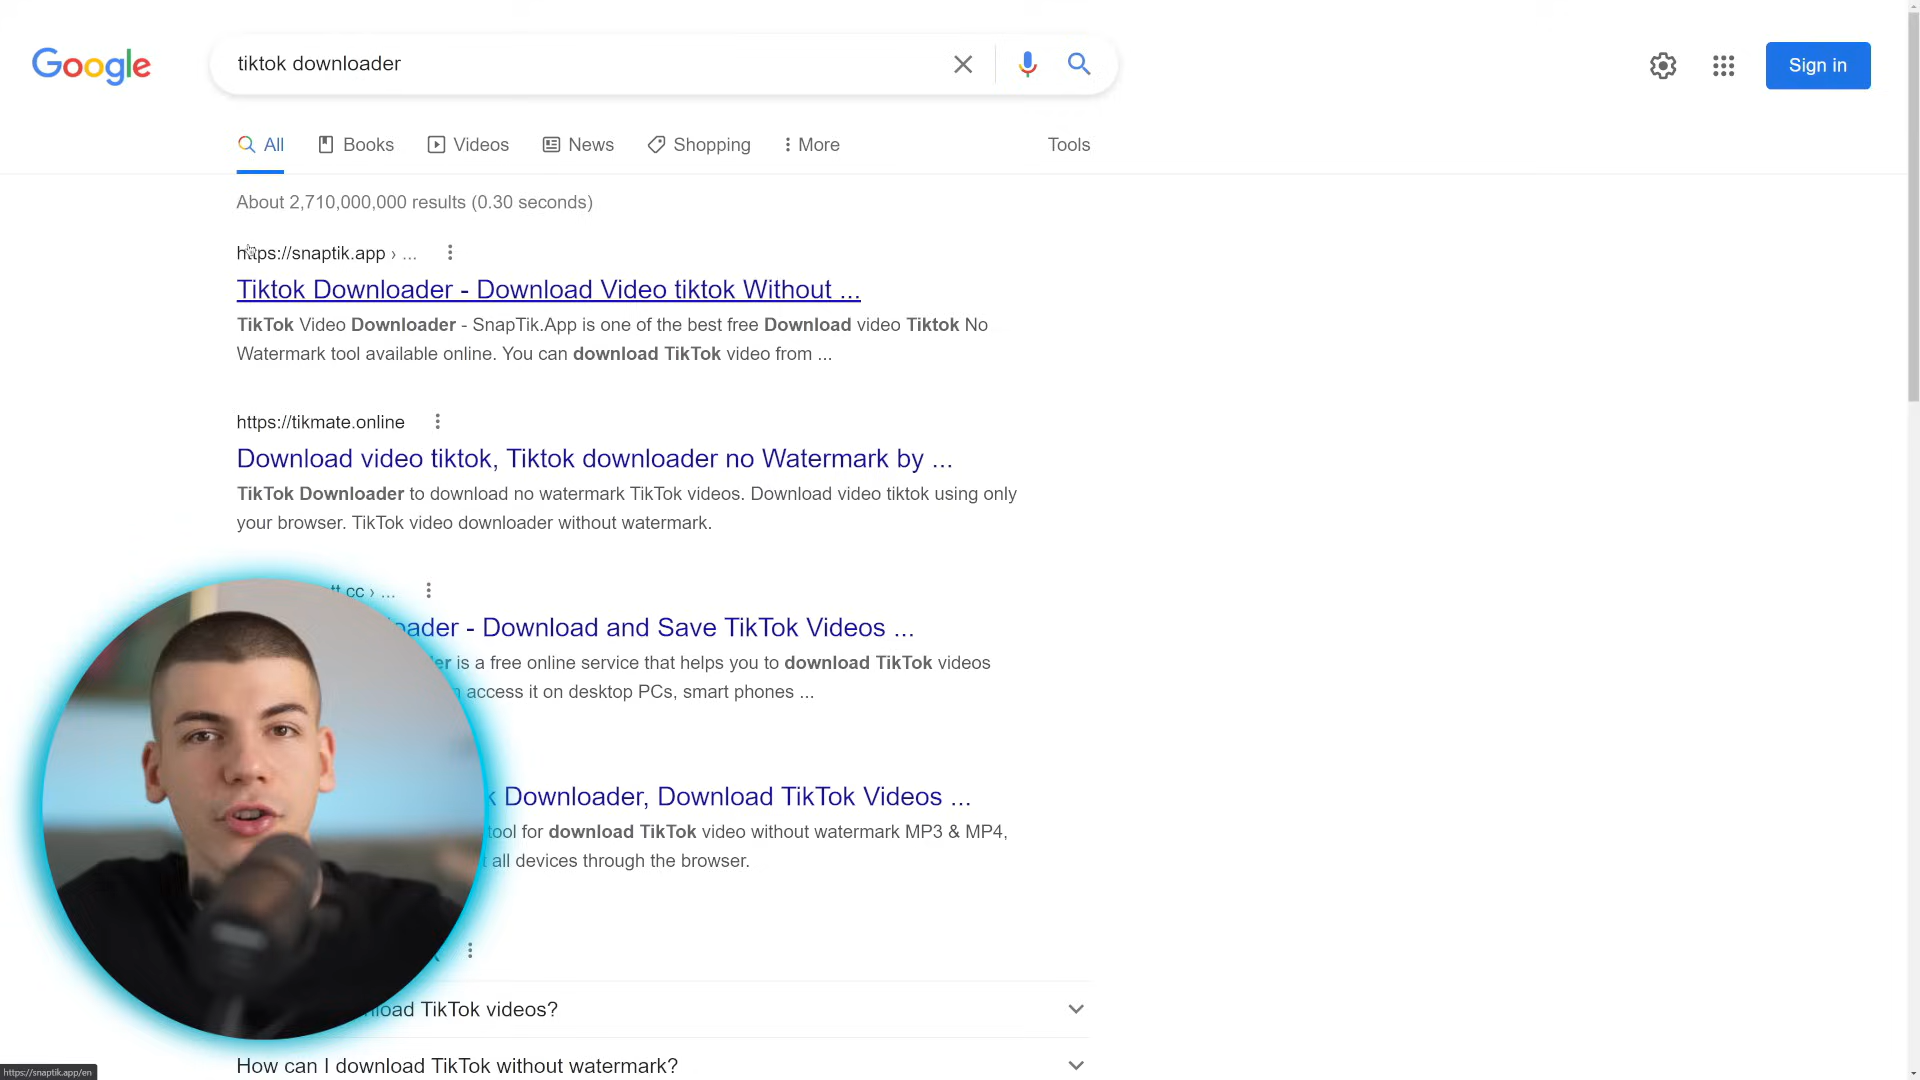 Google
tiktok downloader
Sign in
All
Books
Videos
News
Shopping
More
Tools
About 2,710,000,000 results (0.30 seconds)
https://snaptik.app › ...
Tiktok Downloader - Download Video tiktok Without ...
TikTok Video Downloader - SnapTik.App is one of the best free Download video Tiktok No
Watermark tool available online. You can download TikTok video from ...
https://tikmate.online
Download video tiktok, Tiktok downloader no Watermark by ...
TikTok Downloader to download no watermark TikTok videos. Download video tiktok using only
your browser. TikTok video downloader without watermark.
cc › ...
- Download and Save TikTok Videos ...
is a free online service that helps you to download TikTok videos
access it on desktop PCs, smart phones ...
Downloader, Download TikTok Videos ...
tool for download TikTok video without watermark MP3 & MP4,
all devices through the browser.
TikTok videos?
How can I download TikTok without watermark?
https://snaptik.app/en